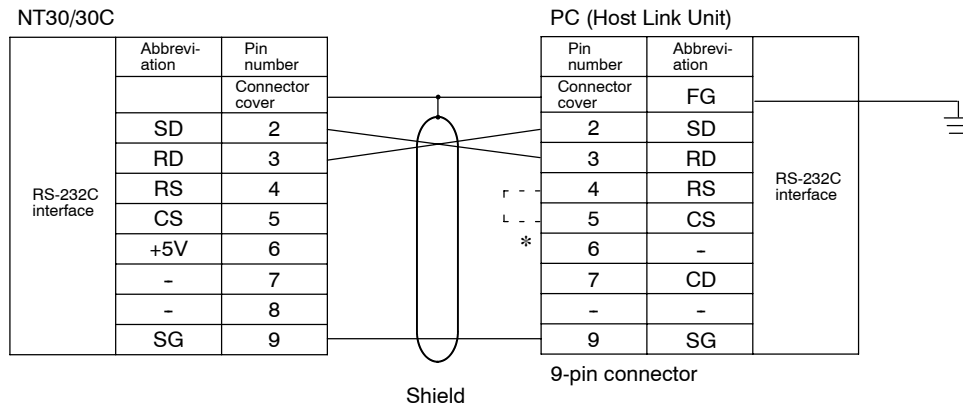 NT30/30C
PC (Host Link Unit)
Abbrevi-
ation
Pin
number
Pin
number
Abbrevi-
ation
Connector
cover
Connector
cover
FG
SD 2 2 SD
RD 3 3 RD
RS 4 4 RS
CS 5 5 CS
+5V 6 * 6 -
- 7 7 CD
- 8 - -
SG 9 9 SG
RS-232C
interface
RS-232C
interface
9-pin connector
Shield